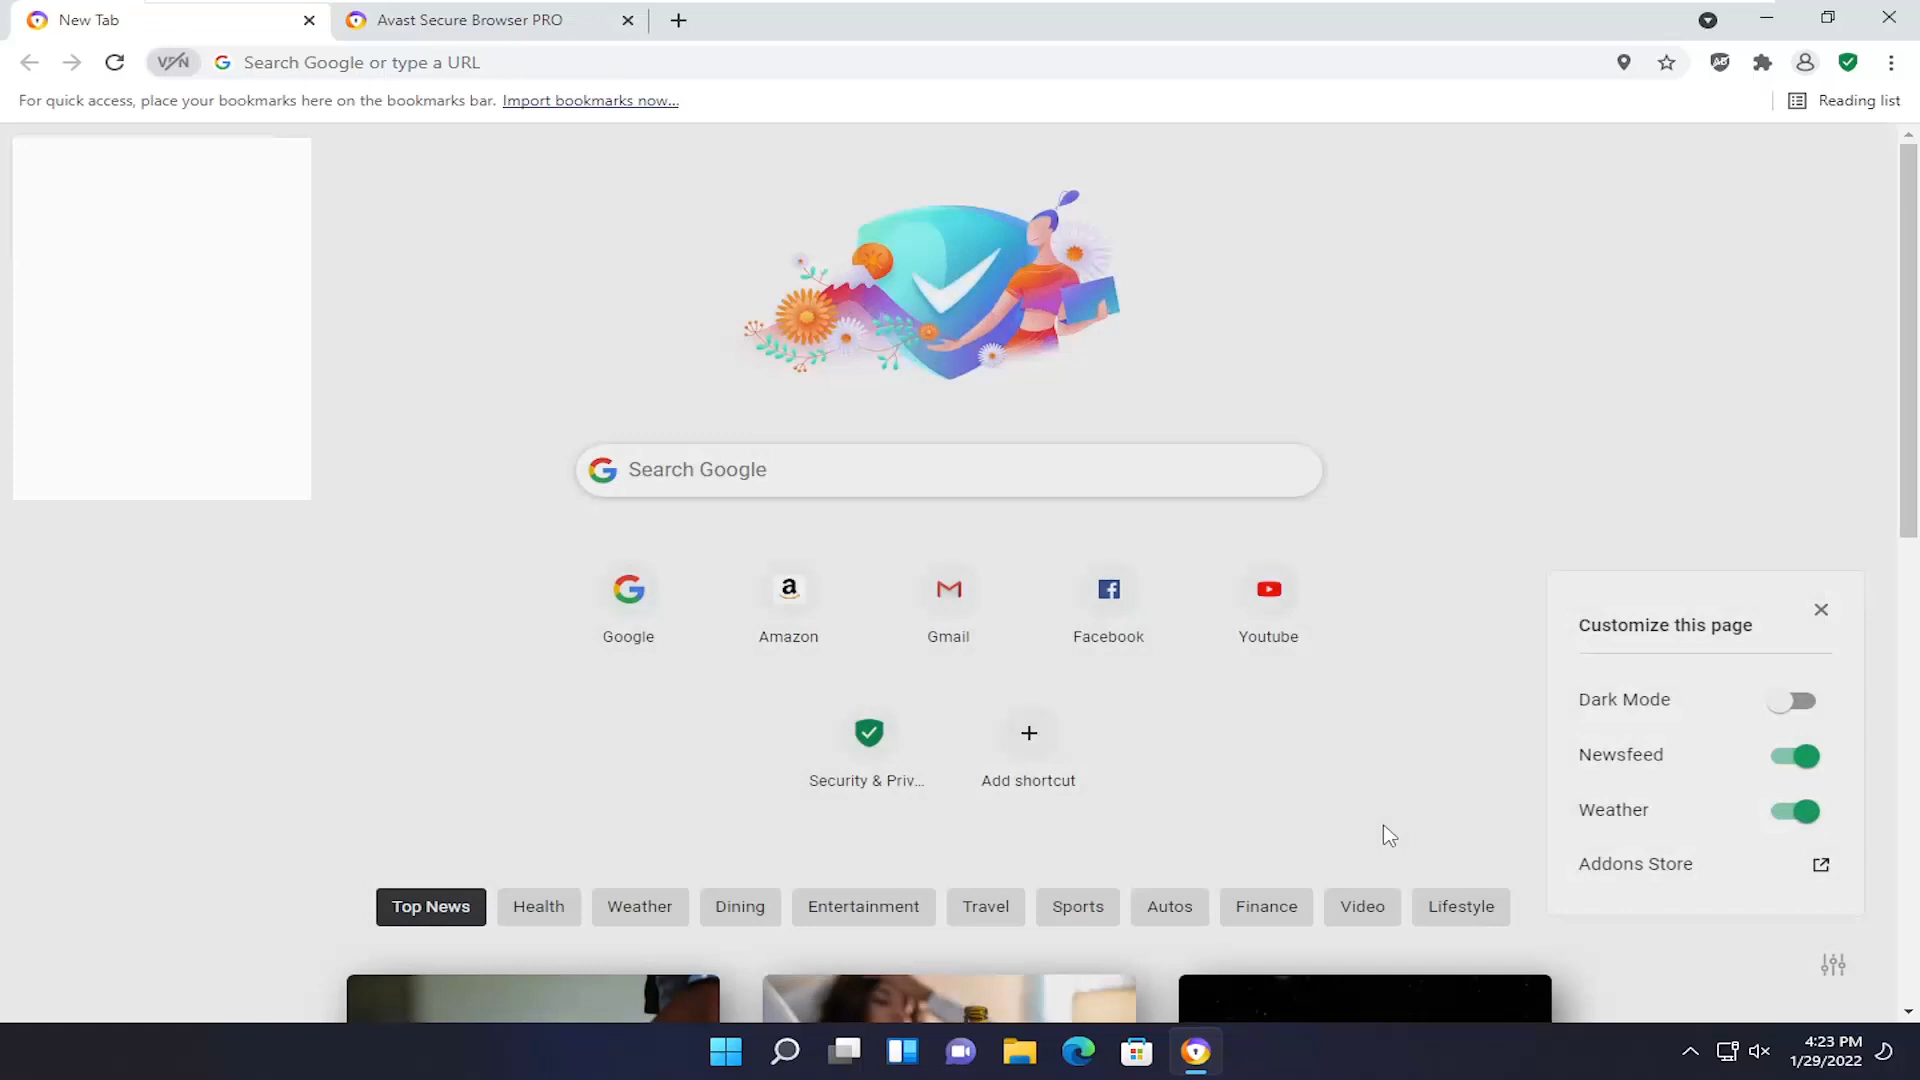 New Tab
Avast Secure Browser PRO
VPN
Search Google or type a URL
For quick access, place your bookmarks here on the bookmarks bar. Import bookmarks now...
Reading list
Search Google
Google
Amazon
Gmail
Facebook
Youtube
Security & Priv...
Add shortcut
Customize this page
Dark Mode
Newsfeed
Weather
Addons Store
Top News
Health
Weather
Dining
Entertainment
Travel
Sports
Autos
Finance
Video
Lifestyle
4:23 PM
1/29/2022